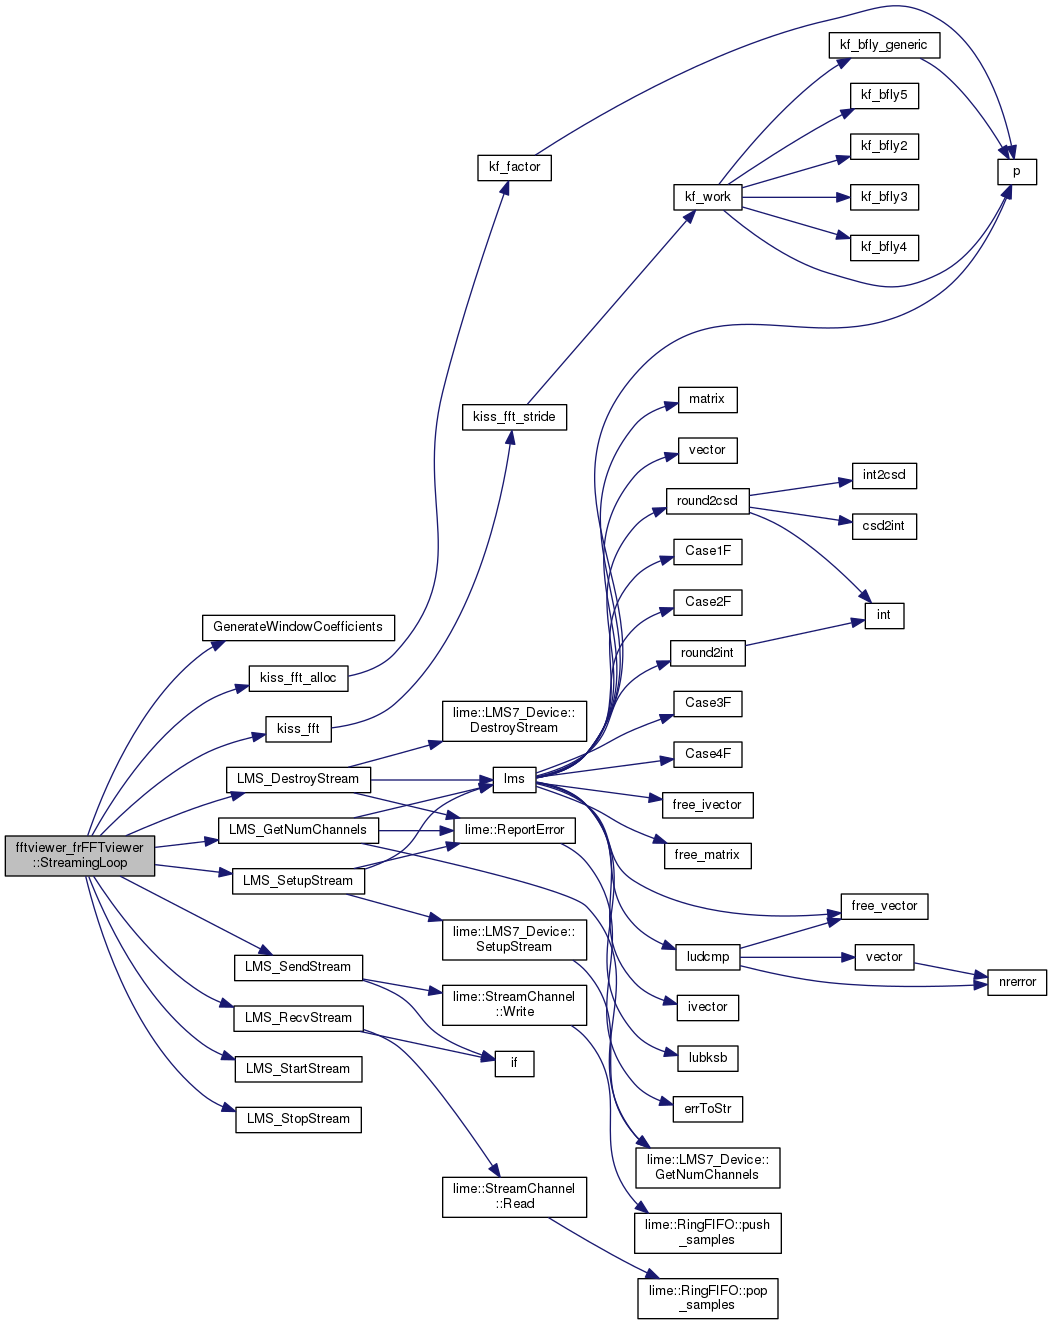 kf_bfly_generic
kf_bfly5
kf_bfly2
kf_factor
p
kf_work
kf_bfly3
kf_bfly4
matrix
kiss_fft_stride
vector
int2csd
round2csd
csd2int
Case1F
Case2F
int
GenerateWindowCoefficients
round2int
kiss_fft_alloc
Case3F
lime::LMS7_Device::
DestroyStream
kiss_fft
Case4F
LMS_DestroyStream
lms
free_ivector
LMS_GetNumChannels
lime::ReportError
fftviewer_frFFTviewer
::StreamingLoop
free_matrix
LMS_SetupStream
free_vector
lime::LMS7_Device::
SetupStream
ludcmp
vector
LMS_SendStream
nrerror
lime::StreamChannel
::Write
ivector
LMS_RecvStream
lubksb
if
LMS_StartStream
errToStr
LMS_StopStream
lime::LMS7_Device::
GetNumChannels
lime::StreamChannel
::Read
lime::RingFIFO::push
_samples
lime::RingFIFO::pop
_samples